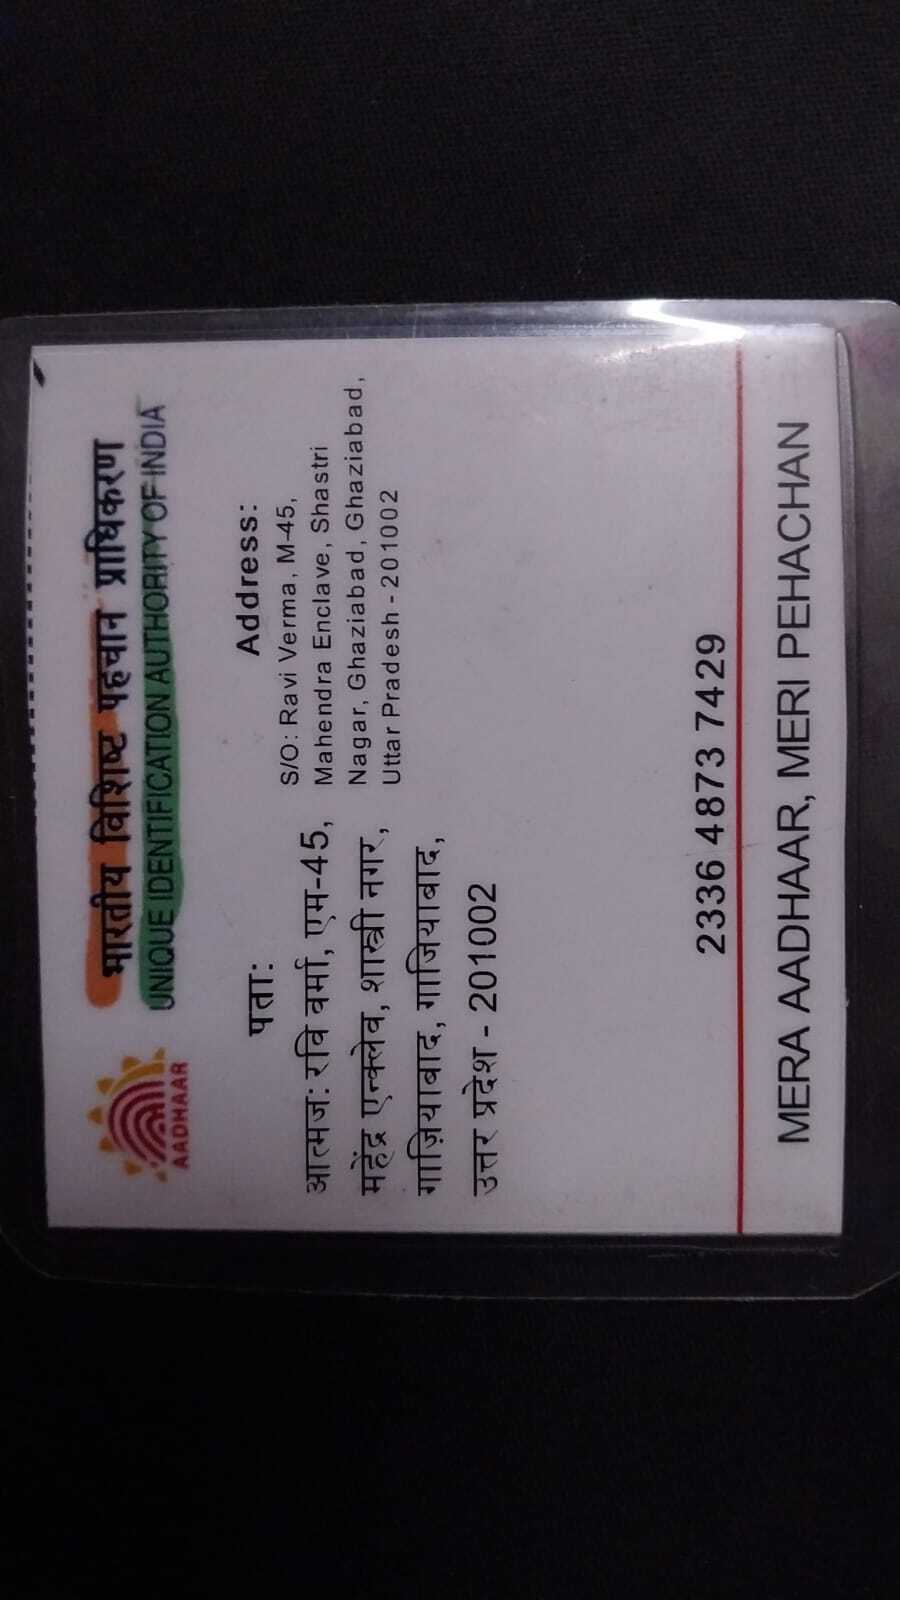 भारतीय विशिष्ट पहचान प्राधिकरण
UNIQUE IDENTIFICATION AUTHORITY OF INDIA
AADHAAR
पता:
आत्मज: रवि वर्मा, एम-45,
महेंद्र एन्क्लेव, शास्त्री नगर,
गाज़ियाबाद, गाजियाबाद,
उत्तर प्रदेश - 201002
Address:
S/O: Ravi Verma, M-45,
Mahendra Enclave, Shastri
Nagar, Ghaziabad, Ghaziabad,
Uttar Pradesh - 201002
2336 4873 7429
MERA AADHAAR, MERI PEHACHAN